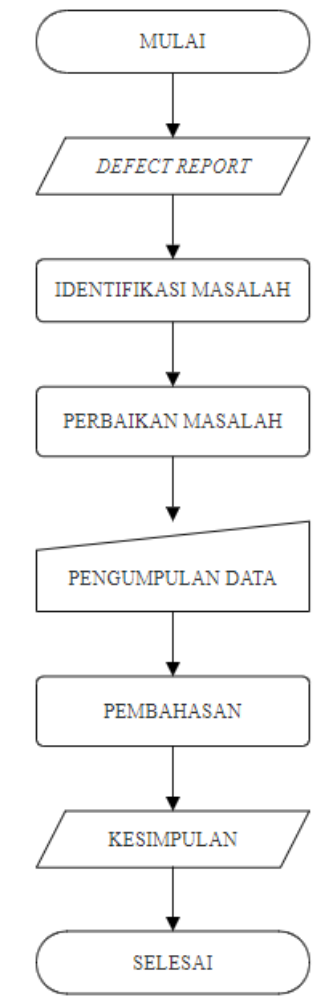 MULAI
DEFECT REPORT
IDENTIFIKASI MASALAH
PERBAIKAN MASALAH
PENGUMPULAN DATA
PEMBAHASAN
KESIMPULAN
SELESAI